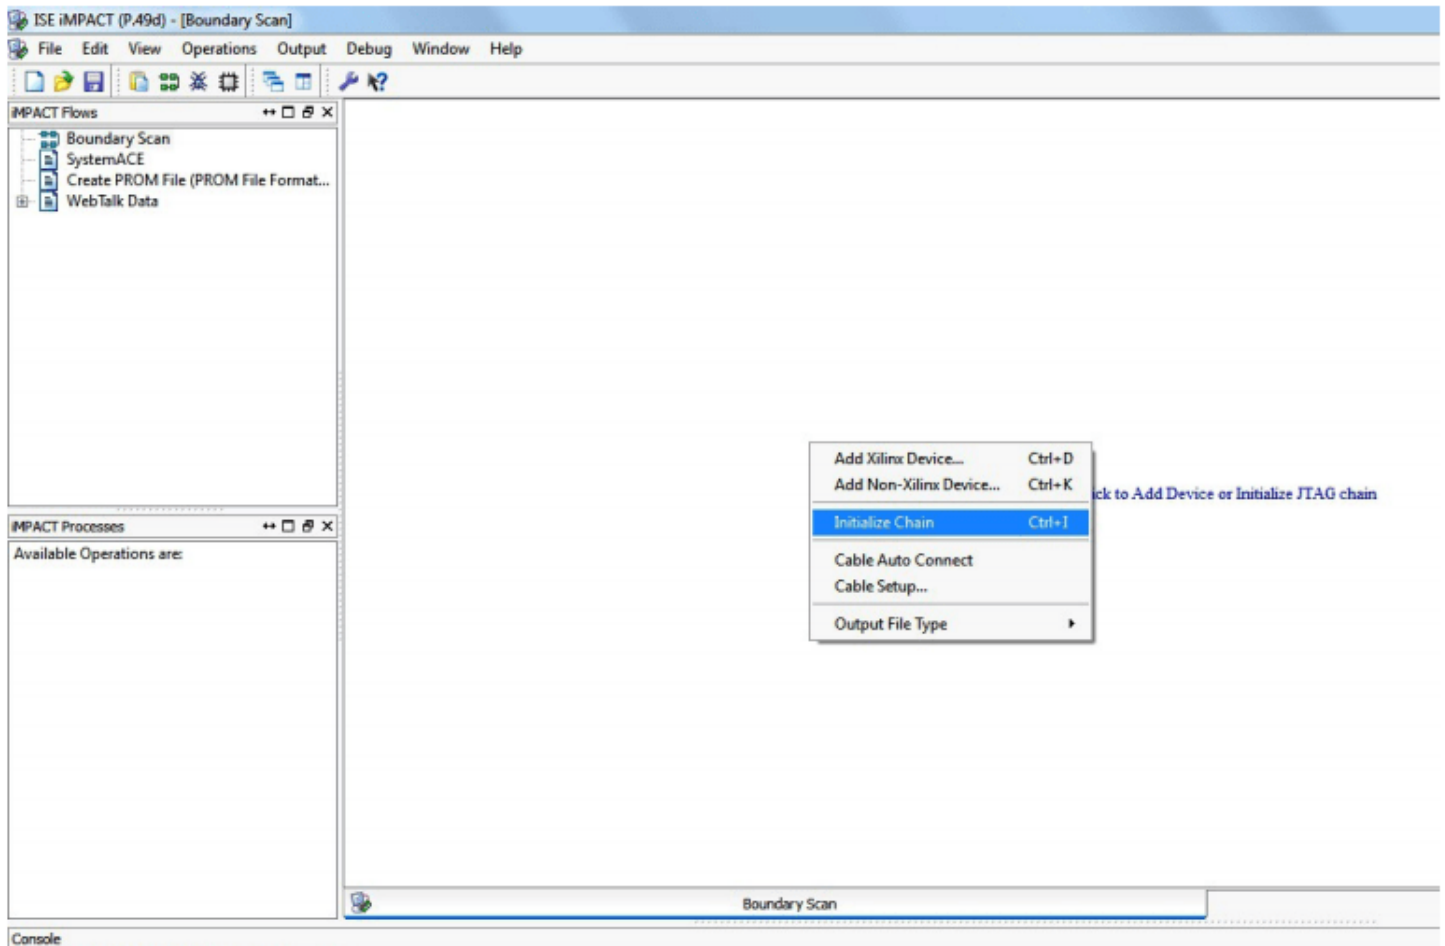 ISE iMPACT (P.49d) - [Boundary Scan]
File Edit View Operations Output Debug Window Help
iMPACT Flows
Boundary Scan
SystemACE
Create PROM File (PROM File Format...
WebTalk Data
Add Xilinx Device... Ctrl+D
Add Non-Xilinx Device... Ctrl+K
ick to Add Device or Initialize JTAG chain
Initialize Chain Ctrl+I
Cable Auto Connect
Cable Setup...
Output File Type
iMPACT Processes
Available Operations are:
Boundary Scan
Console